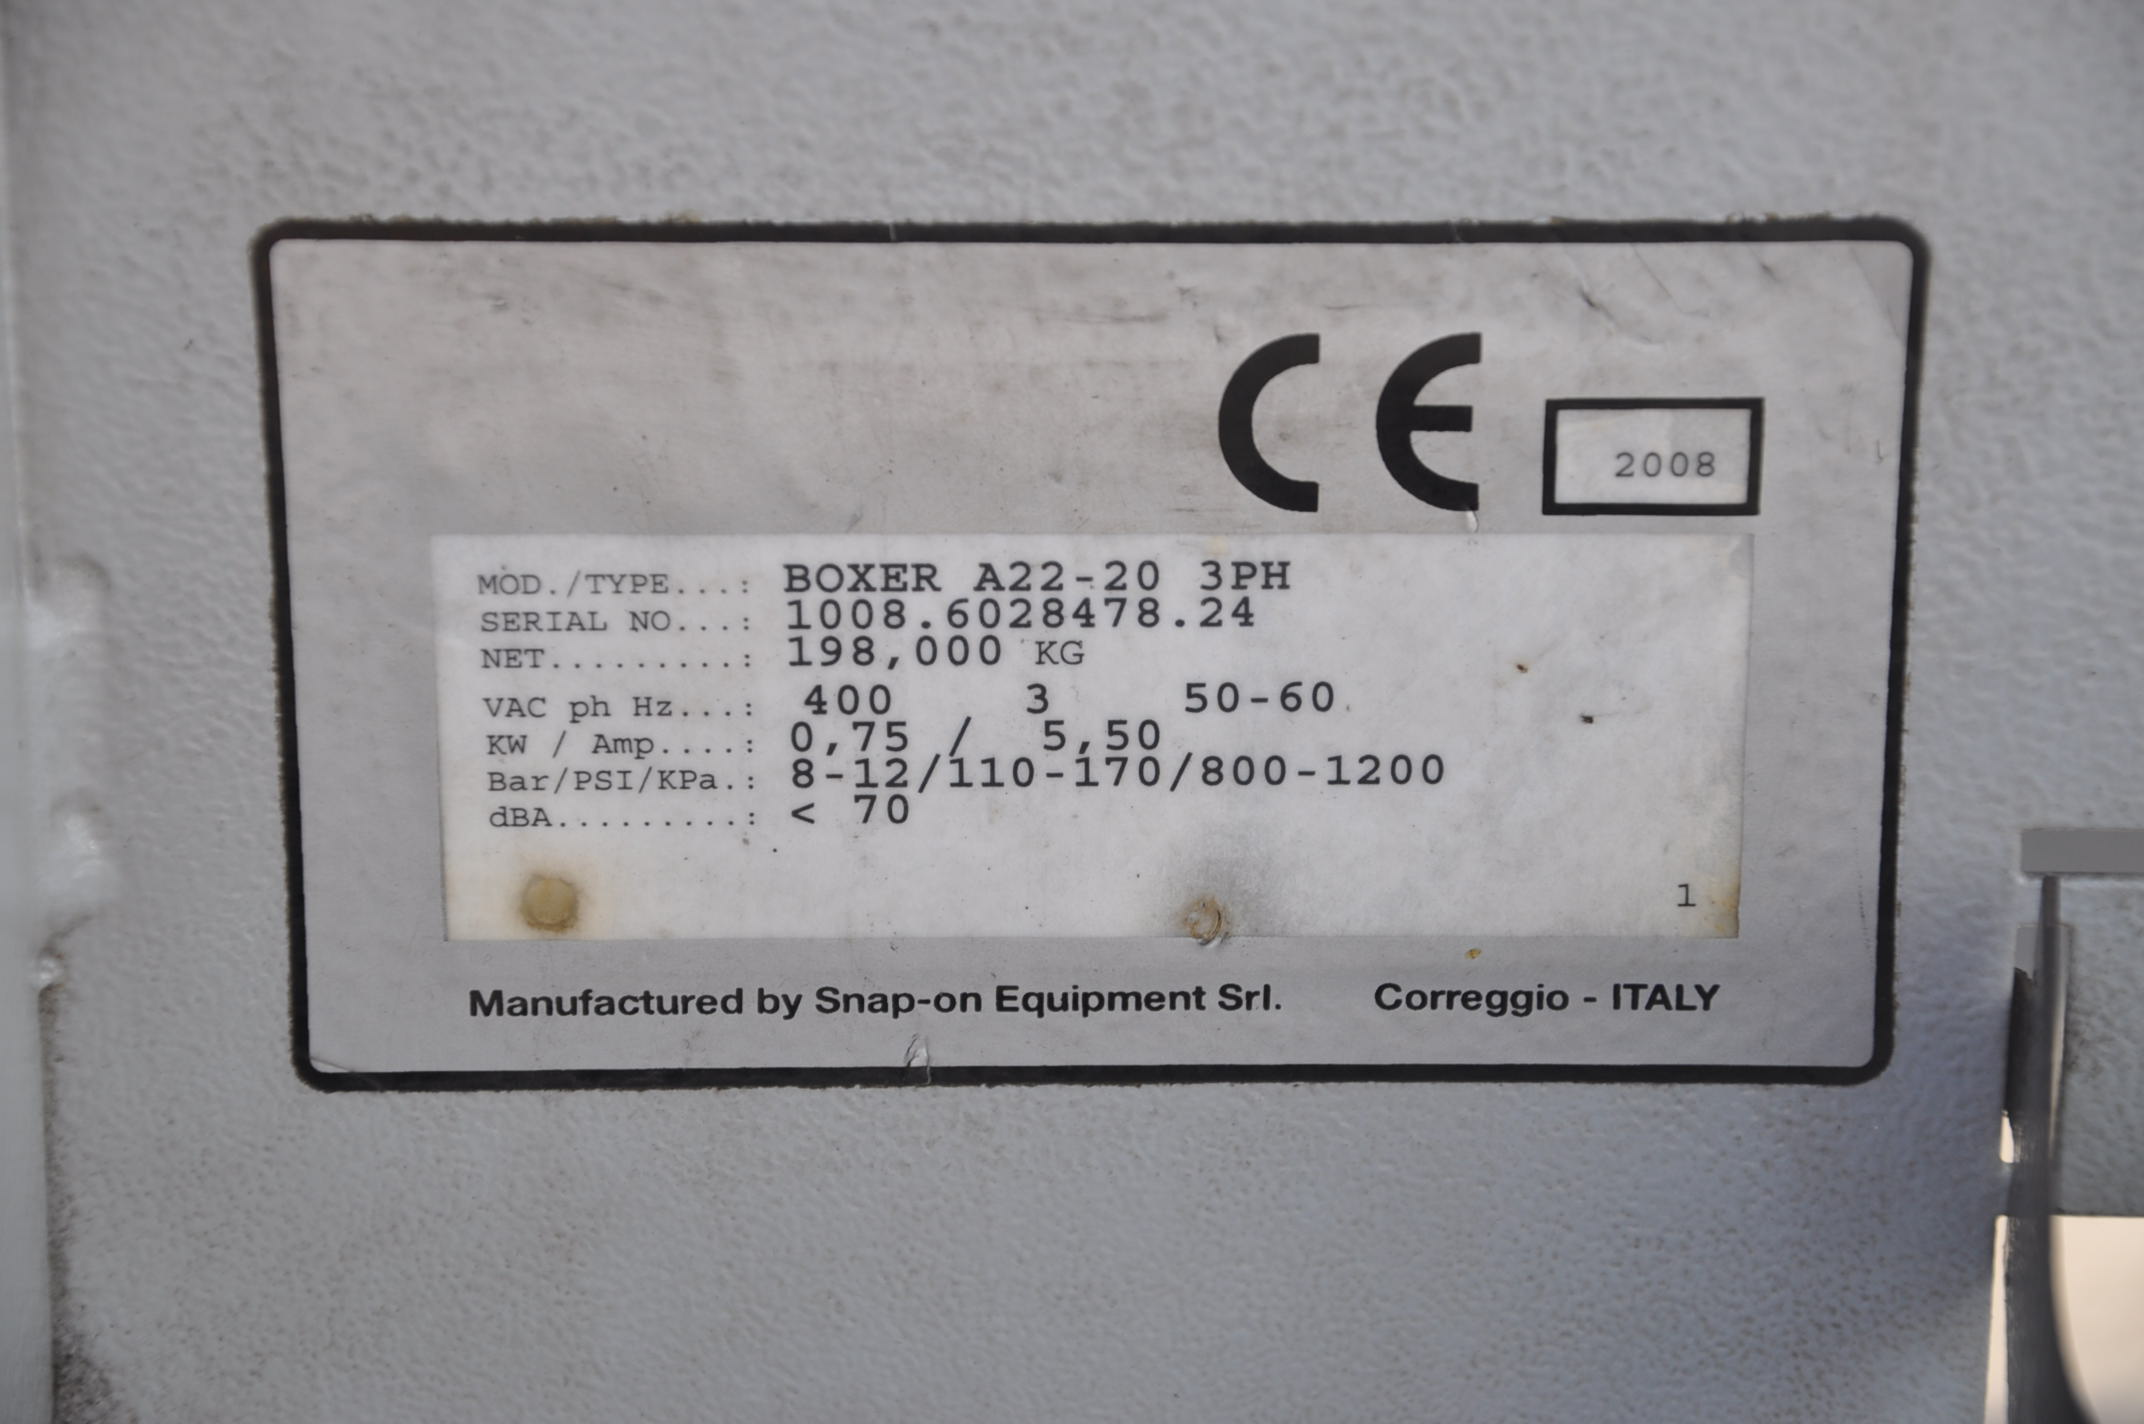 CE 2008
MOD./TYPE...: BOXER A22-20 3PH
SERIAL NO...: 1008.6028478.24
NET..........: 198,000 KG
VAC ph Hz...: 400 3 50-60
KW / Amp....: 0,75 / 5,50
Bar/PSI/KPa.: 8-12/110-170/800-1200
dBA.........: < 70
1
Manufactured by Snap-on Equipment Srl. Correggio - ITALY